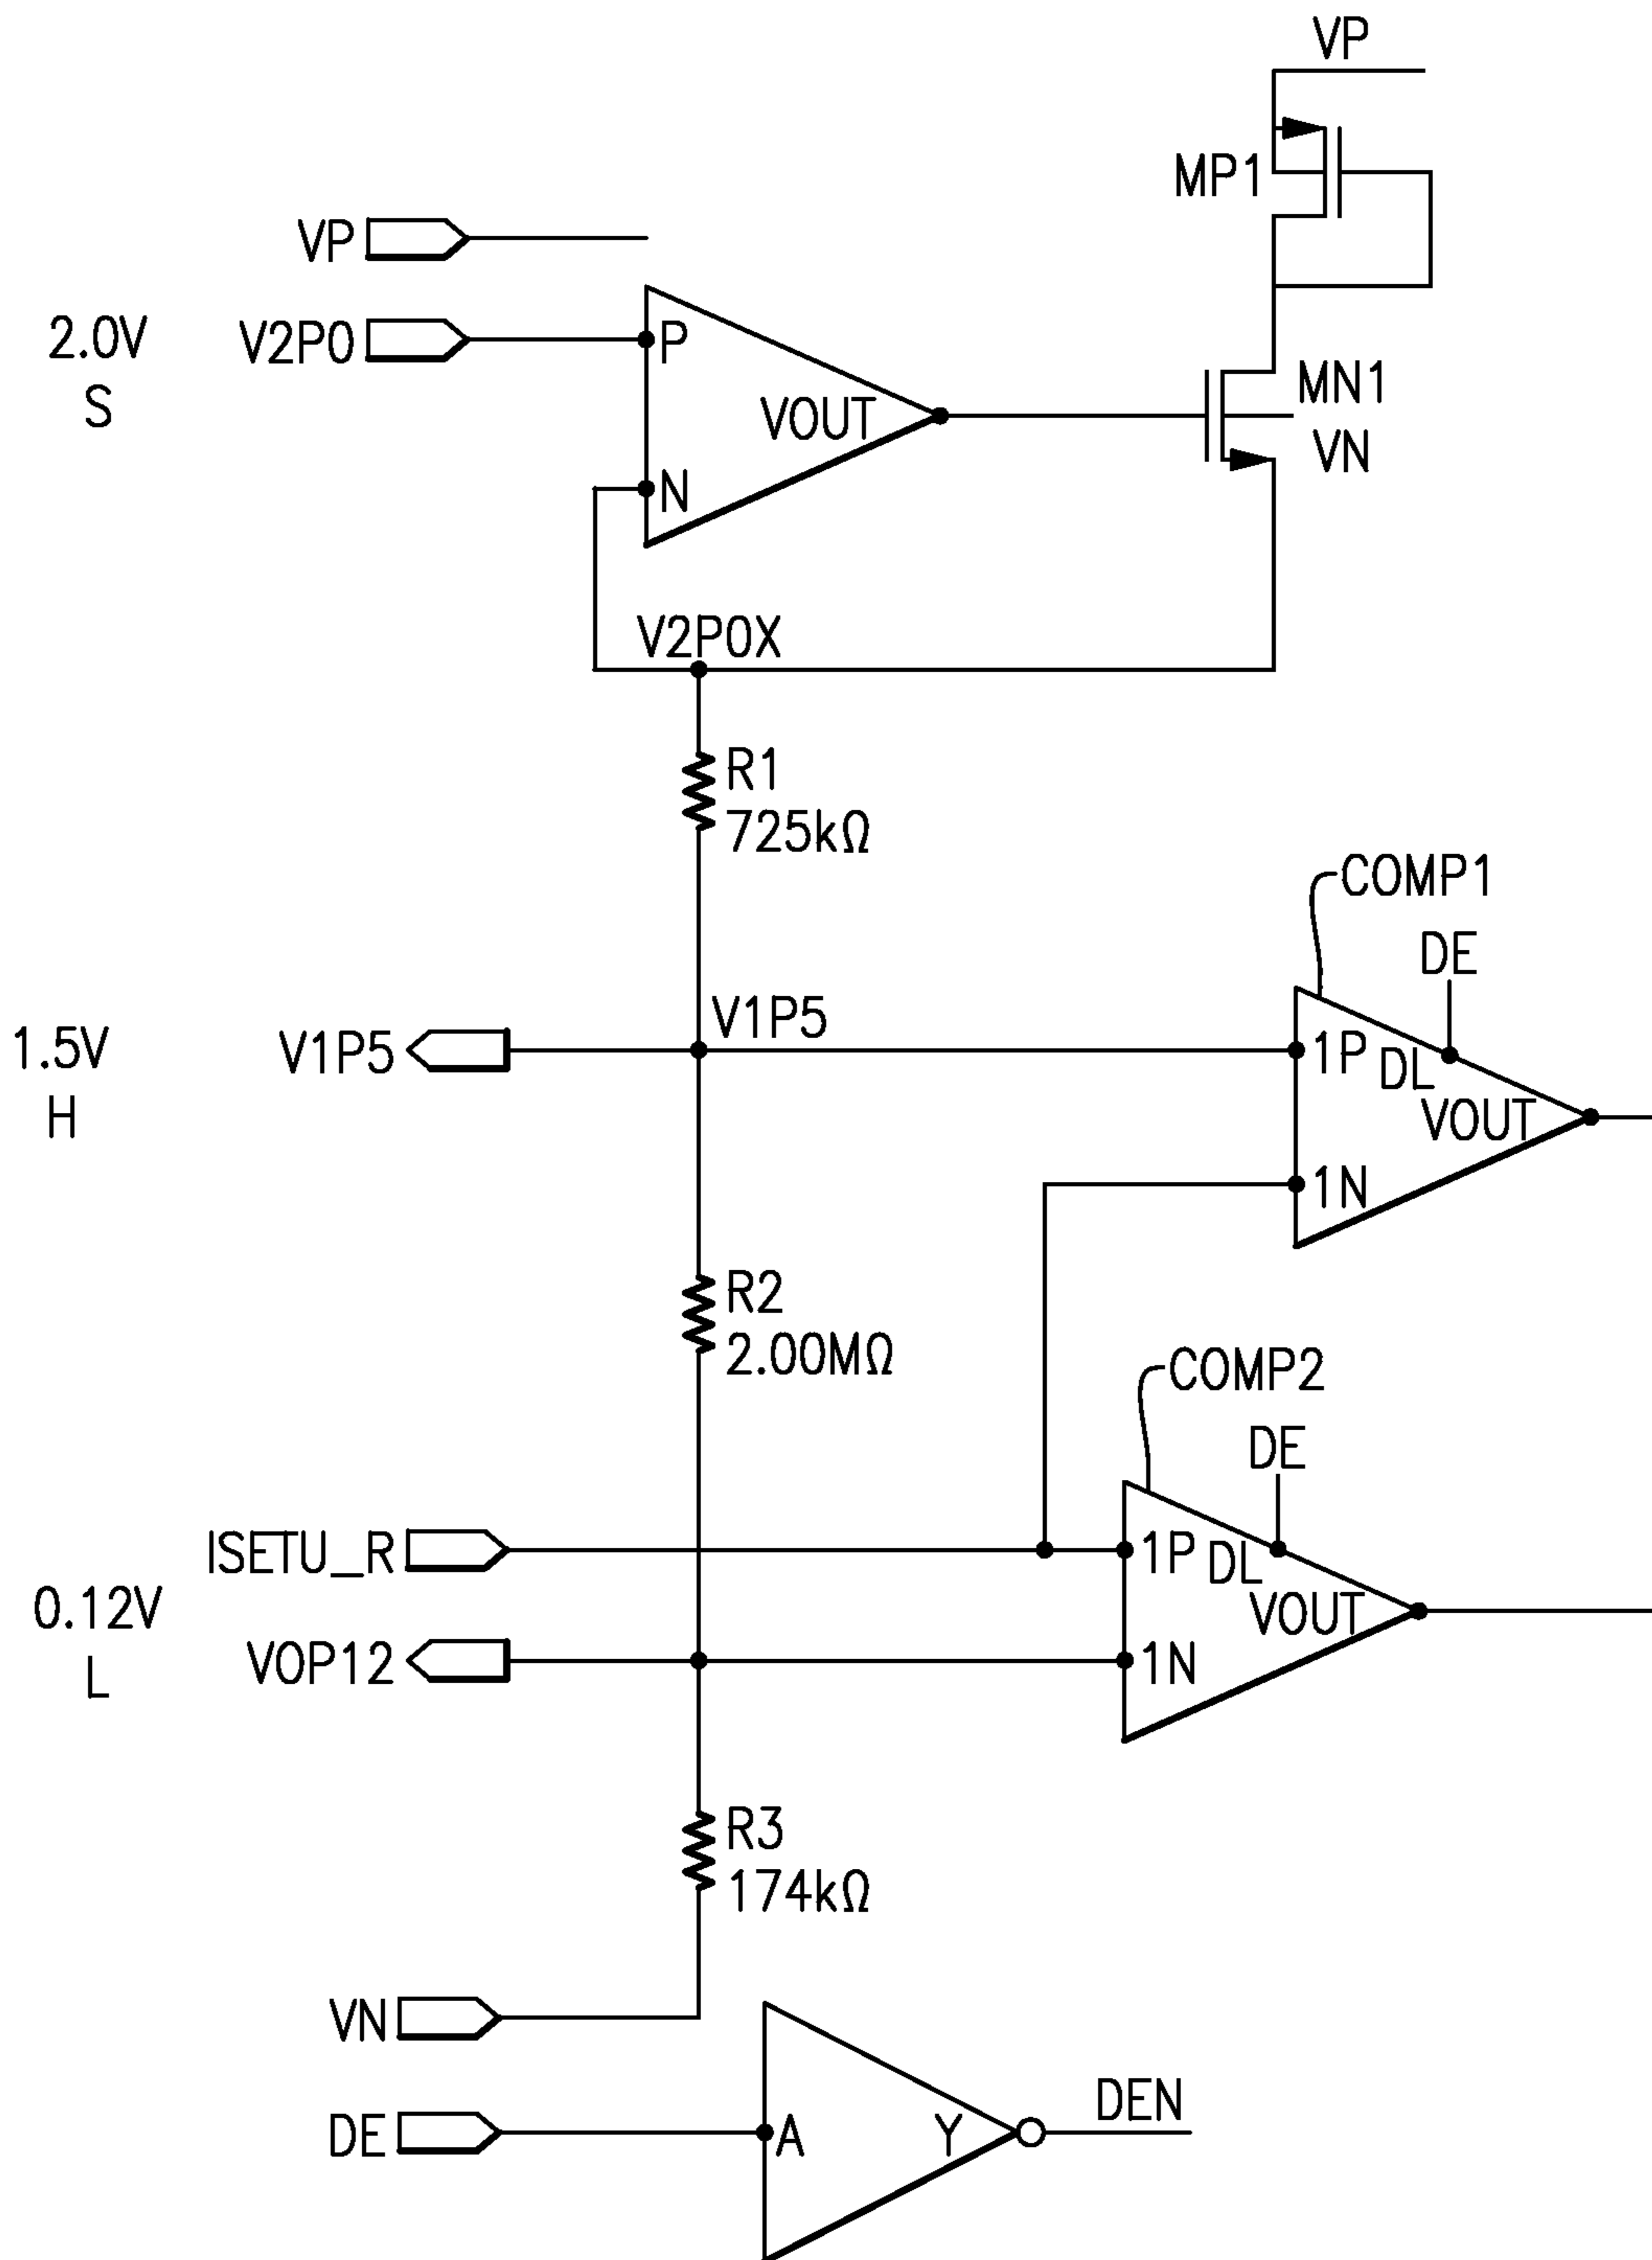 VP
MP1
VP
2.0V
V2P0
S
P
VOUT
MN1
VN
N
V2P0X
R1
725kΩ
COMP1
DE
1.5V
V1P5
V1P5
H
1P
DL
VOUT
1N
R2
2.00MΩ
COMP2
DE
ISETU_R
1P
DL
VOUT
0.12V
V0P12
L
1N
R3
174kΩ
VN
DE
A
Y
DEN